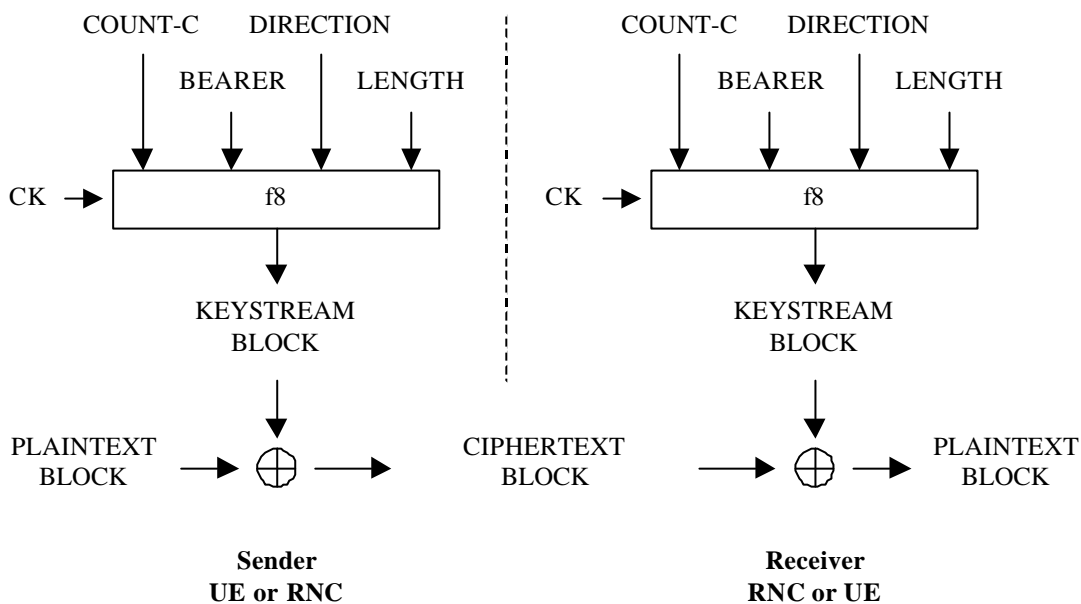 COUNT-C DIRECTION COUNT-C DIRECTION
BEARER LENGTH BEARER LENGTH
CK f8 CK f8
KEYSTREAM BLOCK KEYSTREAM BLOCK
PLAINTEXT BLOCK CIPHERTEXT BLOCK PLAINTEXT BLOCK
Sender Receiver
UE or RNC RNC or UE